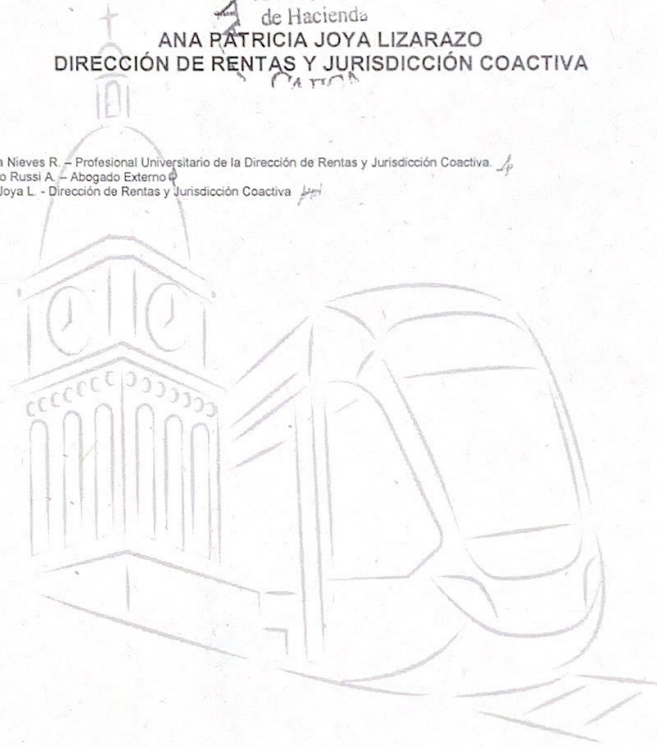 de Hacienda
ANA PATRICIA JOYA LIZARAZO
DIRECCIÓN DE RENTAS Y JURISDICCIÓN COACTIVA
a Nieves R. – Profesional Universitario de la Dirección de Rentas y Jurisdicción Coactiva.
o Russi A. – Abogado Externo
Joya L. - Dirección de Rentas y Jurisdicción Coactiva